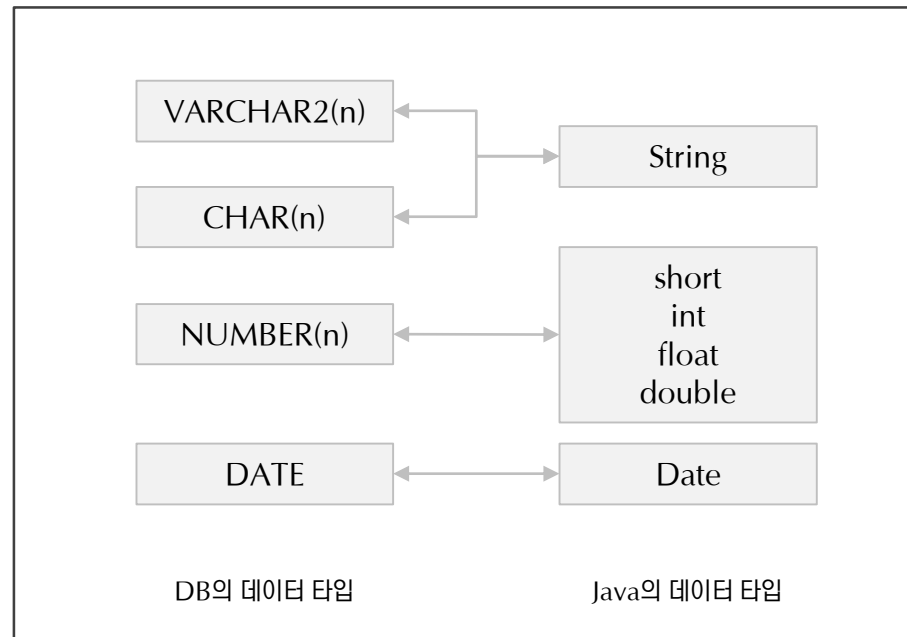 VARCHAR2(n)
String
CHAR(n)
short
int
float
double
NUMBER(n)
DATE
Date
DB의 데이터 타입
Java의 데이터 타입